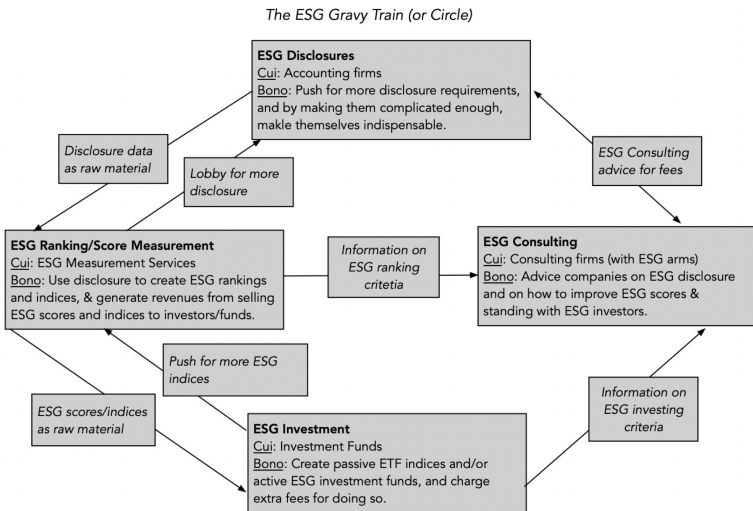 The ESG Gravy Train (or Circle)
ESG Disclosures
Cui: Accounting firms
Bono: Push for more disclosure requirements,
and by making them complicated enough,
makle themselves indispensable.
Disclosure data
as raw material
Lobby for more
disclosure
ESG Consulting
advice for fees
ESG Ranking/Score Measurement
Cui: ESG Measurement Services
Bono: Use disclosure to create ESG rankings
and indices, & generate revenues from selling
ESG scores and indices to investors/funds.
Information on
ESG ranking
critetia
ESG Consulting
Cui: Consulting firms (with ESG arms)
Bono: Advice companies on ESG disclosure
and on how to improve ESG scores &
standing with ESG investors.
Push for more ESG
indices
ESG scores/indices
as raw material
Information on
ESG investing
criteria
ESG Investment
Cui: Investment Funds
Bono: Create passive ETF indices and/or
active ESG investment funds, and charge
extra fees for doing so.